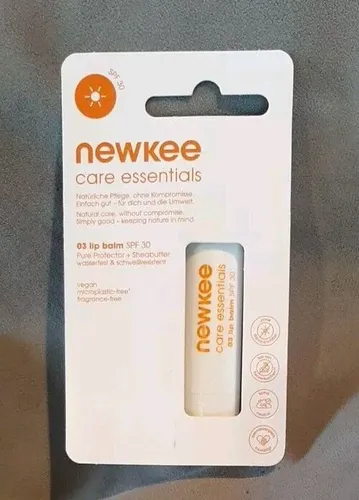 SPF 30
newkee
care essentials
Natürliche Pflege, ohne Kompromisse.
Einfach gut – für dich und die Umwelt.
Natural care, without compromise.
Simply good – keeping nature in mind.
03 lip balm SPF 30
Pure Protector + Sheabutter
wasserfest & schweißresistent
vegan
microplastic-free*
fragrance-free
newkee
care essentials
03 lip balm SPF 30